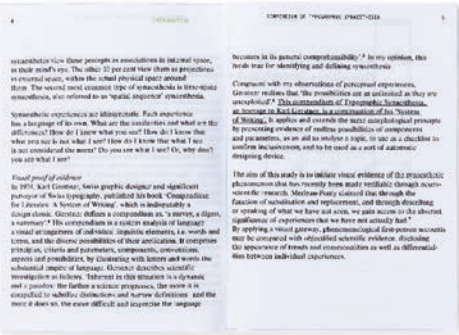 4
COMPENDIUM OF TYPOGRAPHIC SYNAESTHESIA
5
synaesthetes view these percepts as associations in internal space,
in their mind's eye. The other 10 per cent view them as projections
in external space, within the actual physical space around
them. The second most common type of synaesthesia is time-space
synaesthesia, also referred to as 'spatial sequence' synaesthesia.
Synaesthetic experiences are idiosyncratic. Each experience
has a language of its own. What are the similarities and what are the
differences? How do I know what you see? How do I know that
what you see is not what I see? How do I know that what I see
is not considered the norm? Do you see what I see? Or, why don't
you see what I see?
Visual proof of evidence
In 1974, Karl Gerstner, Swiss graphic designer and significant
purveyor of Swiss typography, published his book 'Compendium
for Literates: A System of Writing', which is indisputably a
design classic. Gerstner defines a compendium as, 'a survey, a digest,
a summary'.⁴ His compendium is a system analysis of language
a visual arrangement of individual linguistic elements, i.e. words and
terms, and the diverse possibilities of their application. It comprises
principles, criteria and parameters, components, conventions,
aspects and possibilities, by illustrating with letters and words the
substantial empire of language. Gerstner describes scientific
investigation as follows. 'Inherent in this situation is a dynamic
and a paradox: the further a science progresses, the more it is
compelled to subtilize distinctions and narrow definitions and the
more it does so, the more difficult and imprecise the language
becomes in its general comprehensibility'.⁵ In my opinion, this
holds true for identifying and defining synaesthesia.
Congruent with my observations of perceptual experiences,
Gerstner realises that 'the possibilities are as unlimited as they are
unexploited'.⁶ This compendium of Typographic Synaesthesia,
an homage to Karl Gerstner, is a continuation of his 'System
of Writing'. It applies and extends the same morphological principle
by presenting evidence of endless possibilities of components
and parameters, as an aid to analyse a topic, to use as a checklist to
confirm inclusiveness, and to be used as a sort of automatic
designing device.
The aim of this study is to initiate visual evidence of the synaesthetic
phenomenon that has recently been made verifiable through neuro-
scientific research. Merleau-Ponty claimed that through the
function of substitution and replacement, and through describing
or speaking of what we have not seen, we gain access to the abstract
significance of experiences that we have not actually had.⁷
By applying a visual gateway, phenomenological first-person accounts
may be compared with objectified scientific evidence, disclosing
the appearance of trends and commonalities as well as differential-
ities between individual experiences.